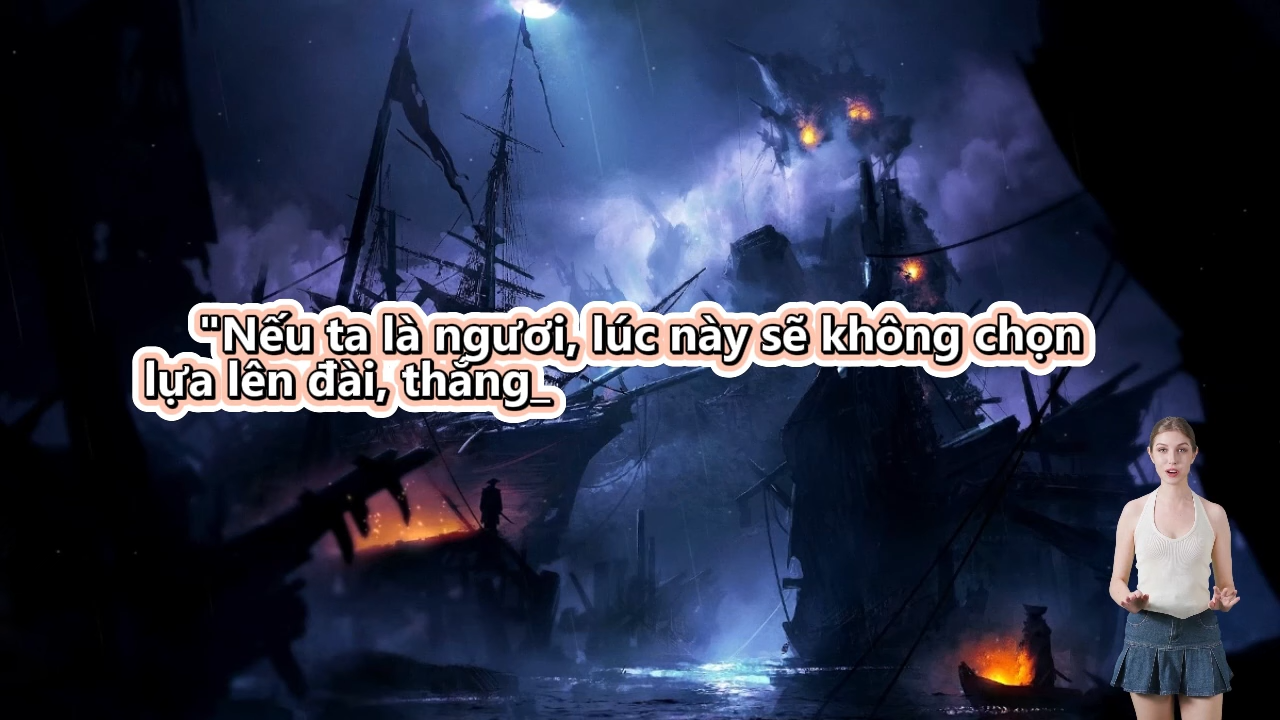 "Nếu ta là ngươi, lúc này sẽ không chọn
lựa lên đài, thắng_